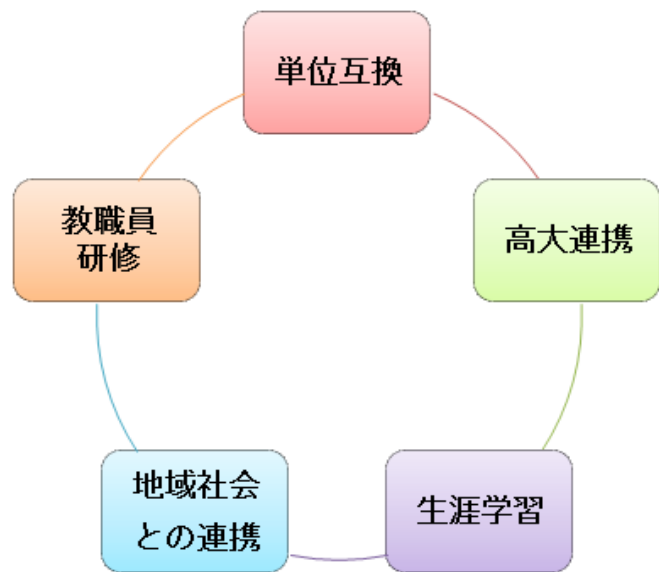 単位互換
高大連携
生涯学習
地域社会
との連携
教職員
研修